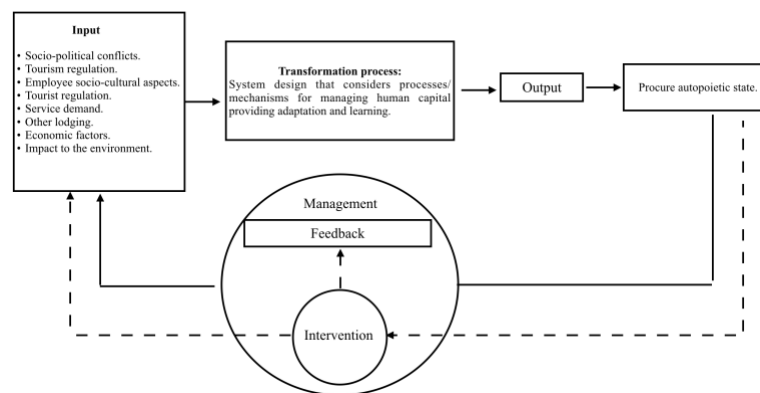 Input
• Socio-political conflicts.
• Tourism regulation.
• Employee socio-cultural aspects.
• Tourist regulation.
• Service demand.
• Other lodging.
• Economic factors.
• Impact to the environment.
Transformation process:
System design that considers processes/
mechanisms for managing human capital
providing adaptation and learning.
Output
Procure autopoietic state.
Management
Feedback
Intervention